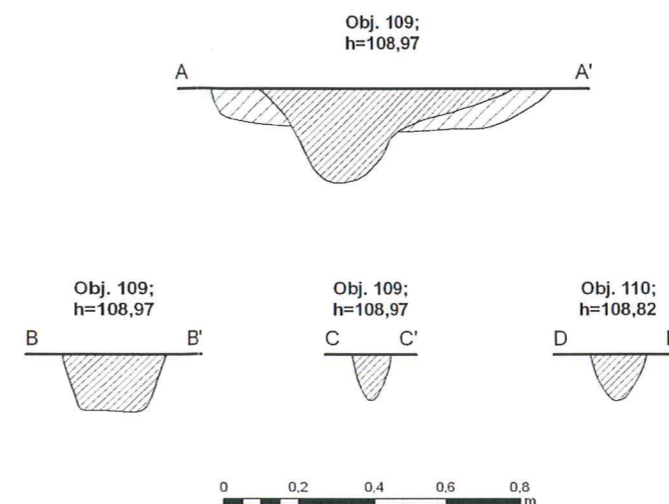 Obj. 109;
h=108,97
A A'
Obj. 109;
h=108,97
B B'
Obj. 109;
h=108,97
C C'
Obj. 110;
h=108,82
D
0 0,2 0,4 0,6 0,8
m